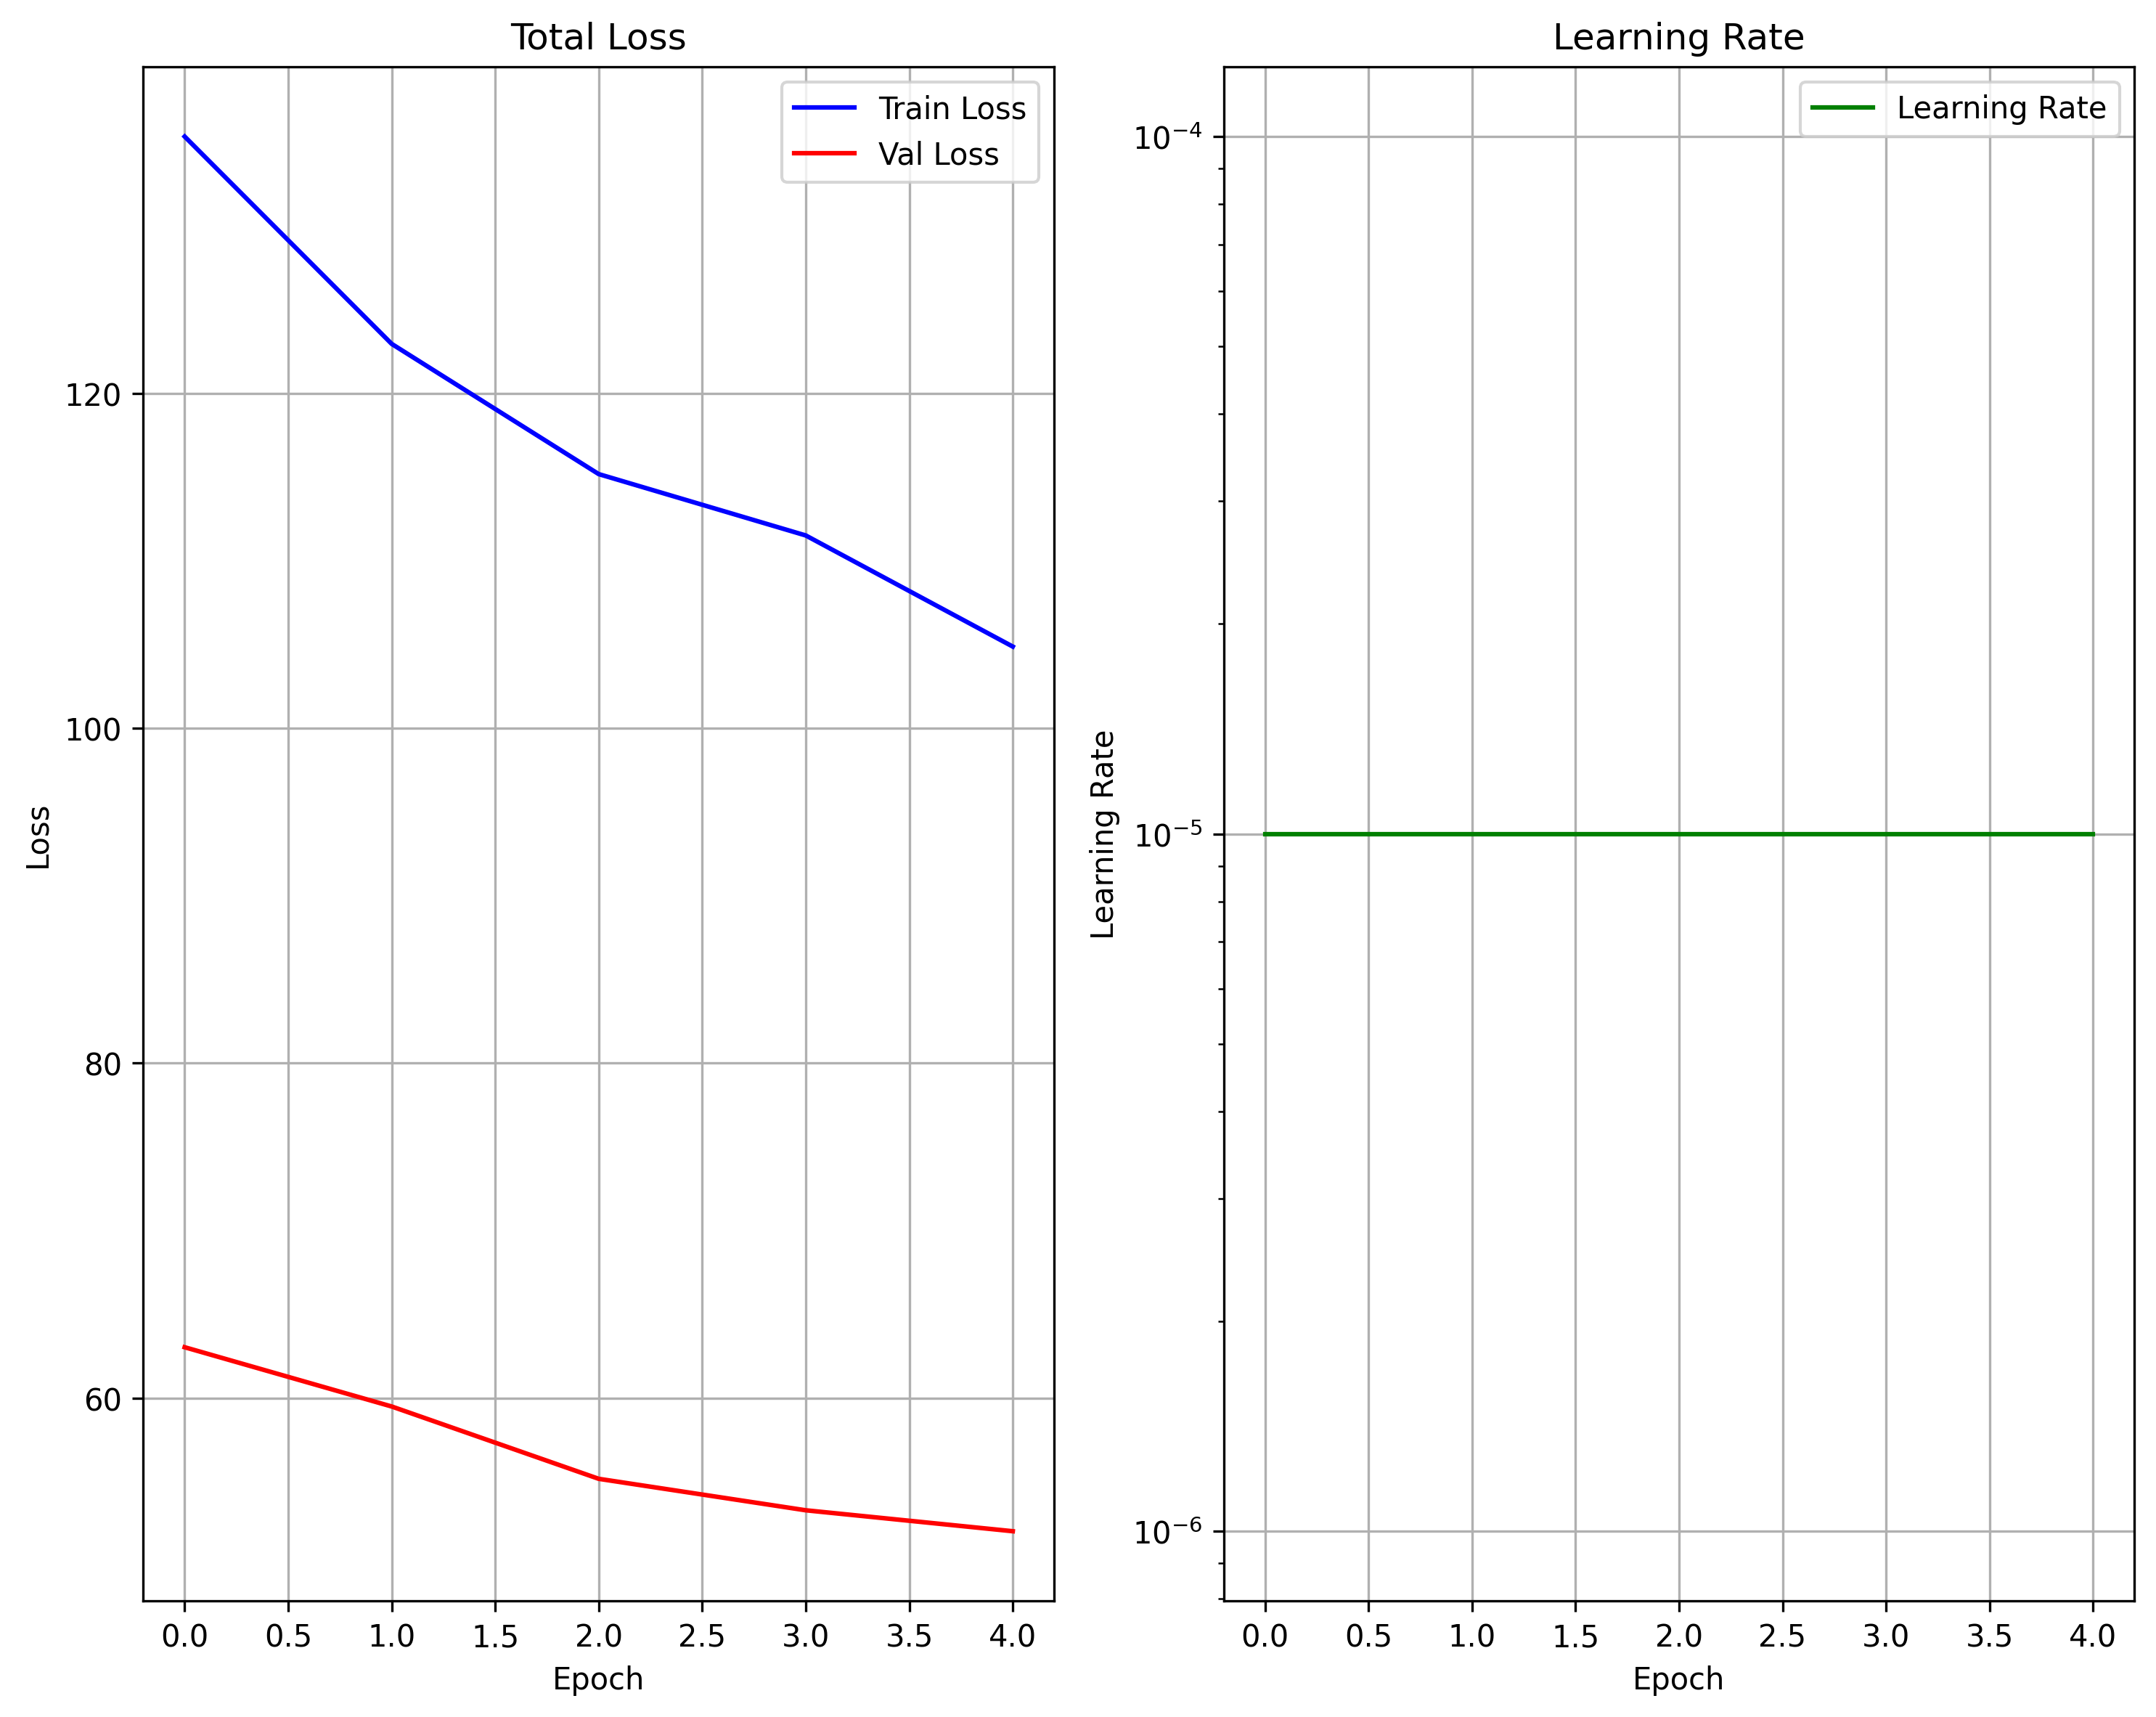 Total Loss
Train Loss
Val Loss
120
100
80
60
Loss
0.0 0.5 1.0 1.5 2.0 2.5 3.0 3.5 4.0
Epoch
Learning Rate
Learning Rate
10⁻⁴
10⁻⁵
10⁻⁶
Learning Rate
0.0 0.5 1.0 1.5 2.0 2.5 3.0 3.5 4.0
Epoch